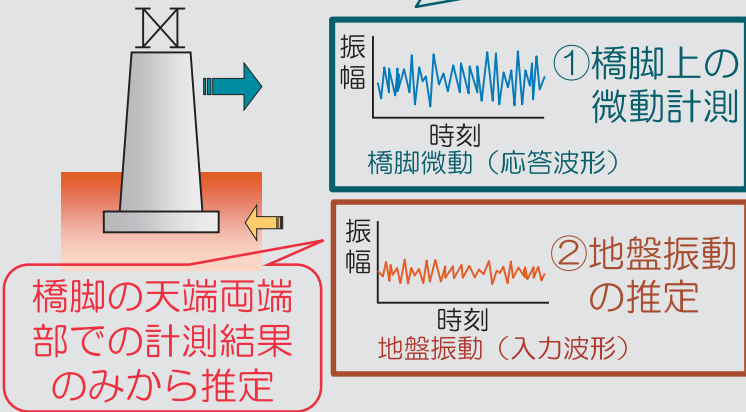 振幅
時刻
橋脚微動（応答波形）
①橋脚上の
微動計測
振幅
時刻
地盤振動（入力波形）
②地盤振動
の推定
橋脚の天端両端
部での計測結果
のみから推定